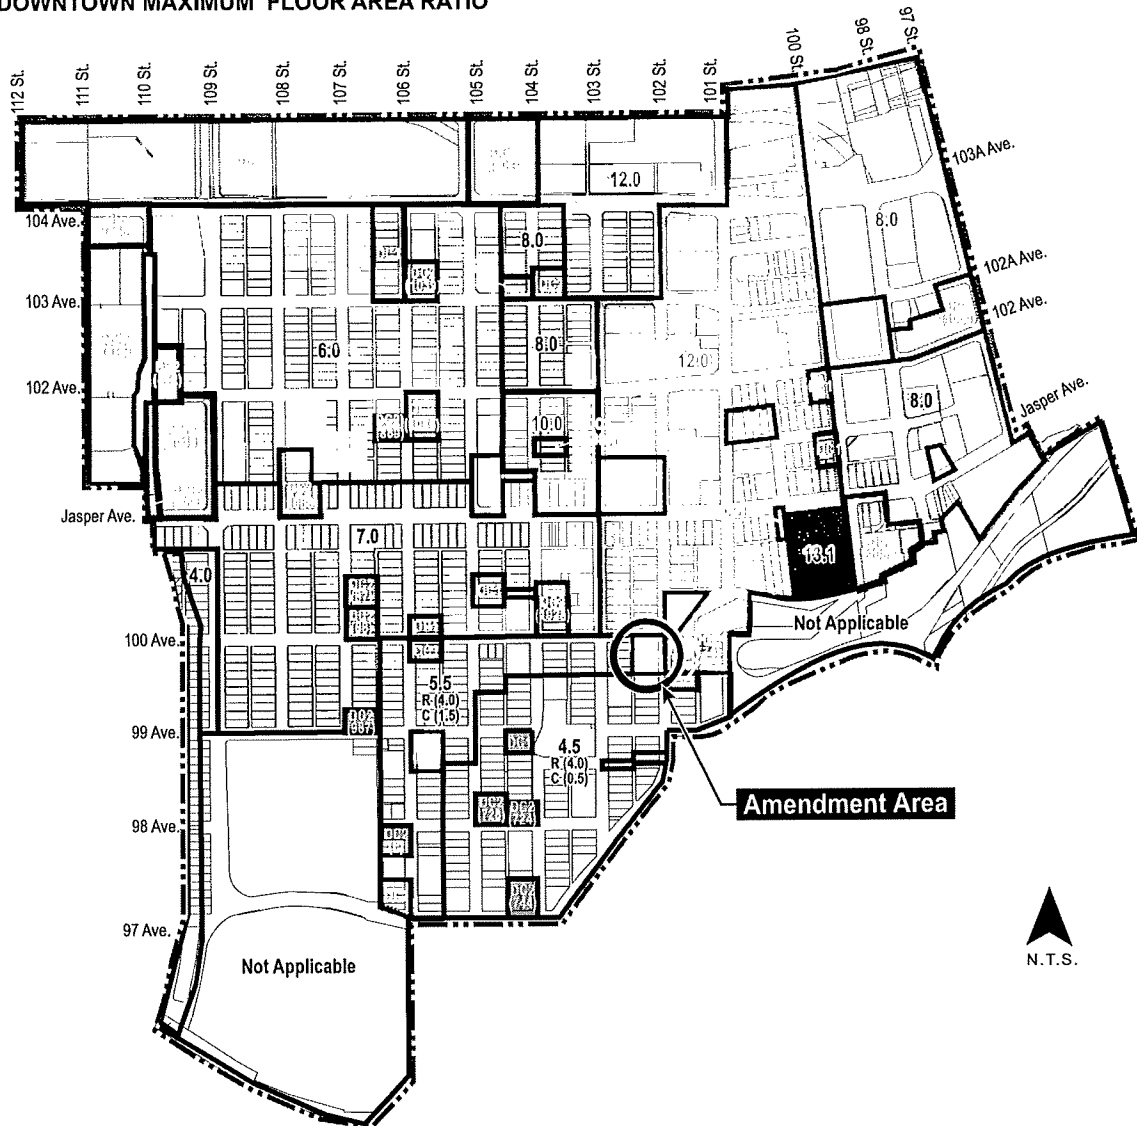 DOWNTOWN MAXIMUM FLOOR AREA RATIO
112 St.
111 St.
110 St.
109 St.
108 St.
107 St.
106 St.
105 St.
104 St.
103 St.
102 St.
101 St.
100 St.
98 St.
97 St.
103A Ave.
12.0
104 Ave.
8.0
8.0
102A Ave.
103 Ave.
102 Ave.
6.0
8.0
12.0
102 Ave.
8.0
Jasper Ave.
10.0
Jasper Ave.
7.0
13.1
4.0
100 Ave.
Not Applicable
5.5
R (4.0)
C (1.5)
99 Ave.
4.5
R (4.0)
C (0.5)
Amendment Area
98 Ave.
97 Ave.
Not Applicable
N.T.S.